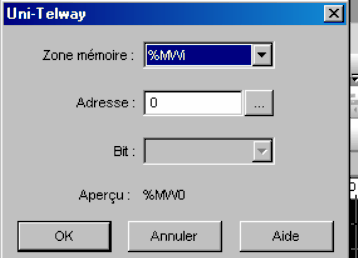 Uni-Telway
Zone mémoire : %MWi
Adresse : 0 ...
Bit :
Aperçu : %MW0
OK Annuler Aide